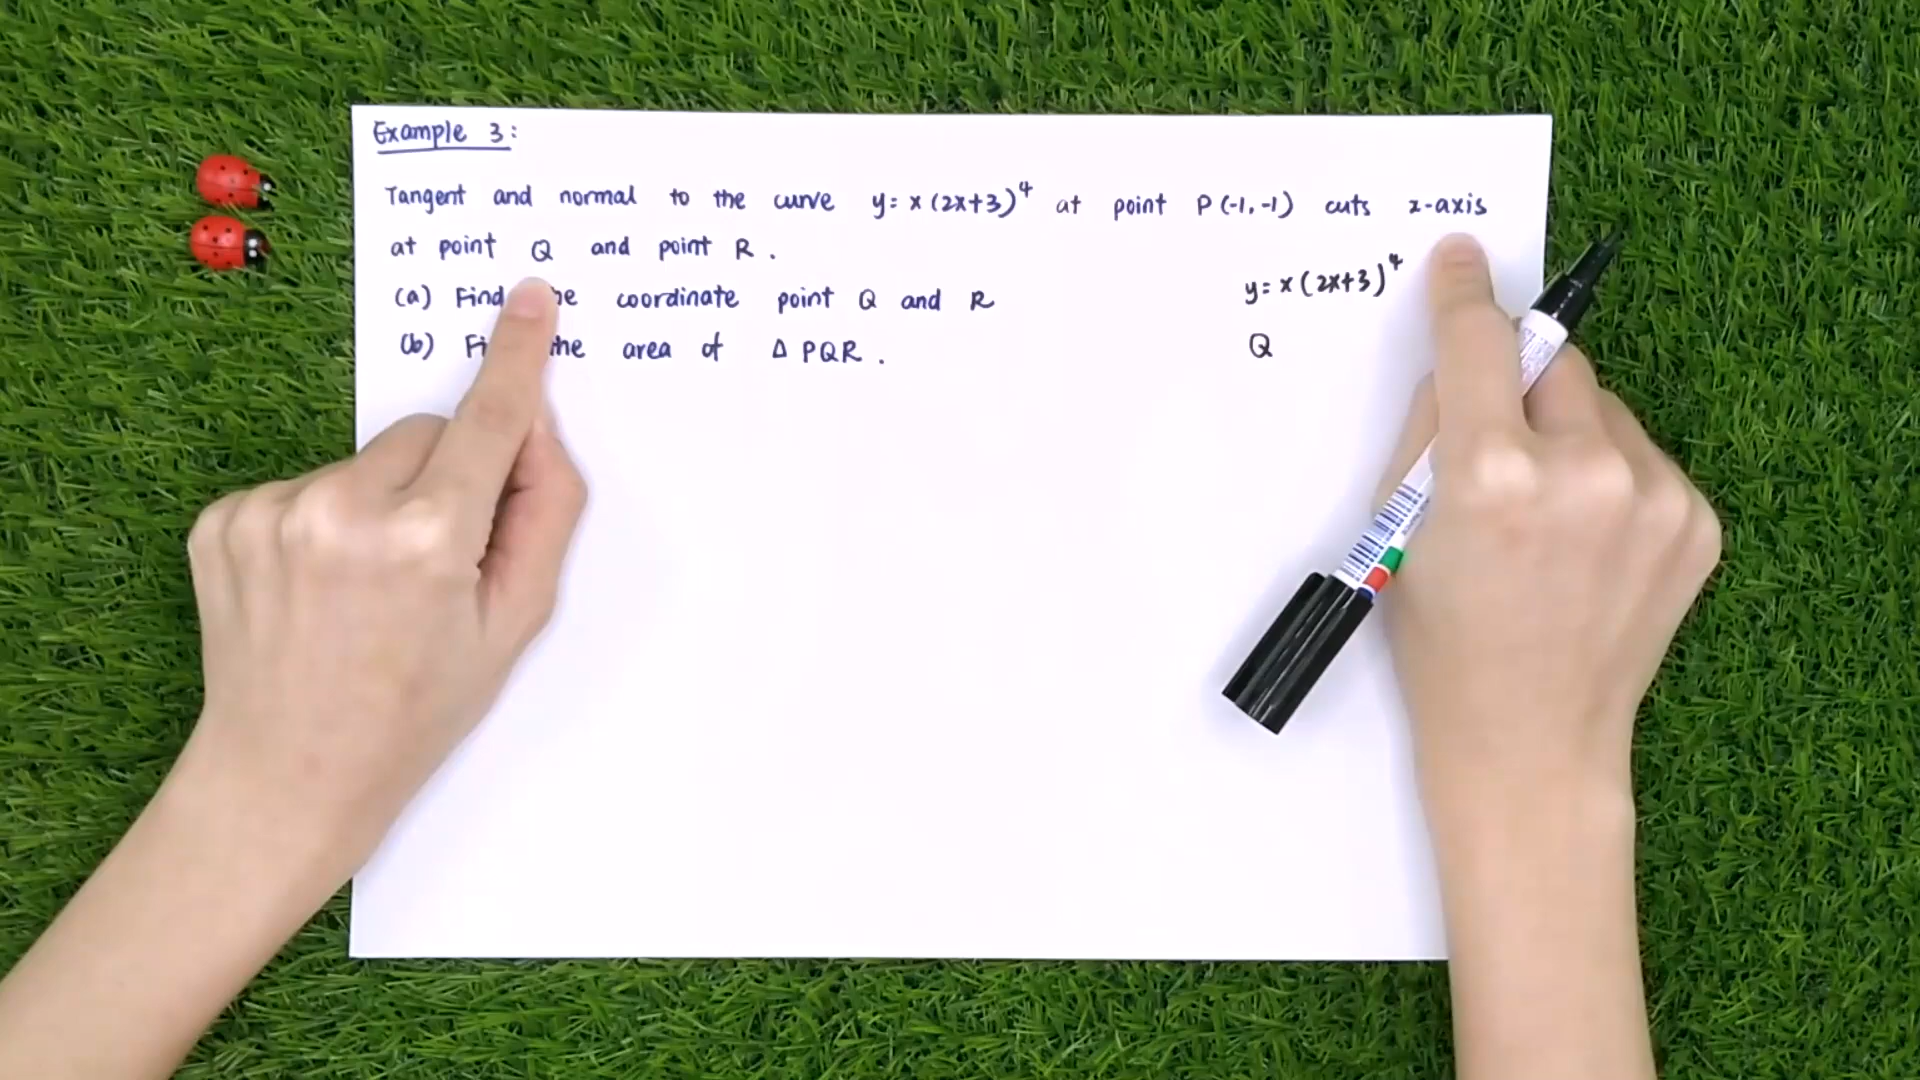 Example 3:
Tangent and normal to the curve y = x (2x+3)⁴ at point P (-1, -1) cuts x-axis
at point Q and point R.
(a) Find the coordinate point Q and R
(b) the area of Δ PQR.
y = x (2x+3)⁴
Q